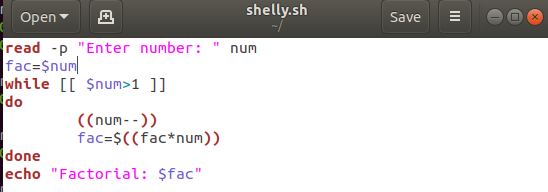 Open
shelly.sh
~/
Save
read -p "Enter number: " num
fac=$num
while [[ $num>1 ]]
do
        ((num--))
        fac=$((fac*num))
done
echo "Factorial: $fac"